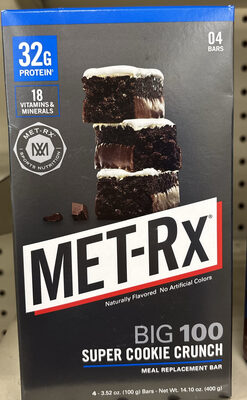 32G
PROTEIN†
04
BARS
18
VITAMINS &
MINERALS
MET-RX
SPORTS NUTRITION
MET-Rx®
Naturally Flavored No Artificial Colors
BIG 100
SUPER COOKIE CRUNCH
MEAL REPLACEMENT BAR
4 - 3.52 oz. (100 g) Bars - Net Wt. 14.10 oz. (400 g)